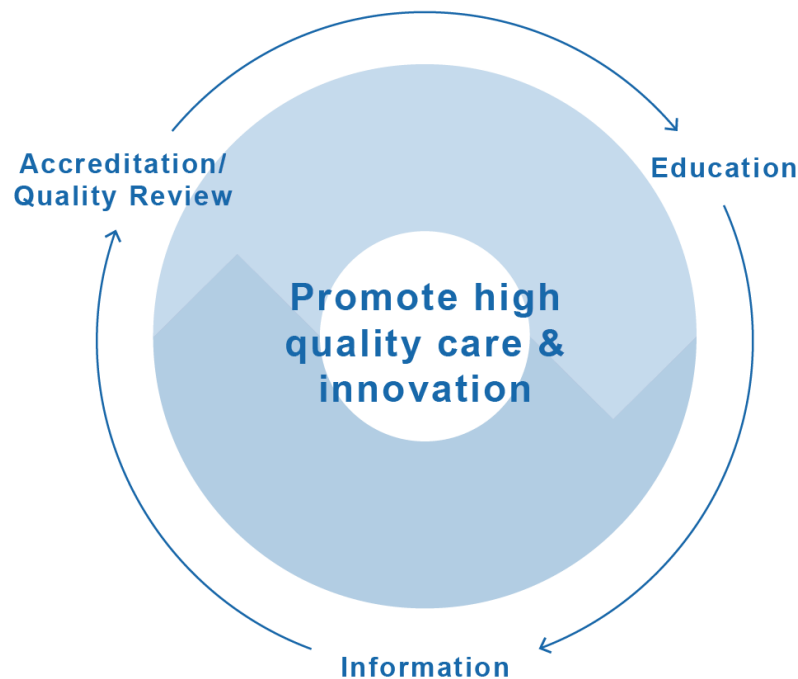 Accreditation/
Quality Review
Education
Promote high
quality care &
innovation
Information